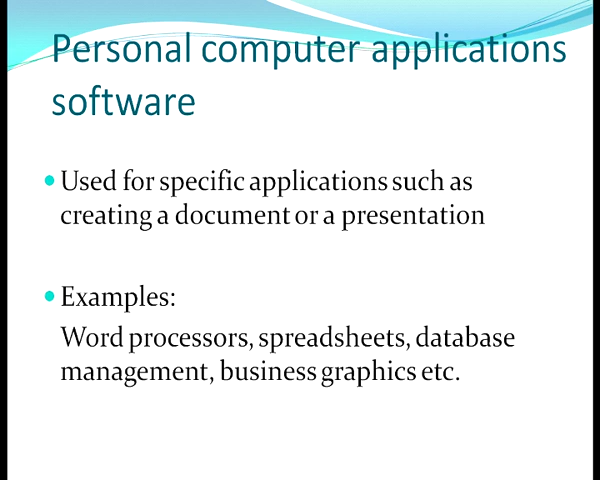 Personal computer applications
software
Used for specific applications such as
creating a document or a presentation
Examples:
Word processors, spreadsheets, database
management, business graphics etc.